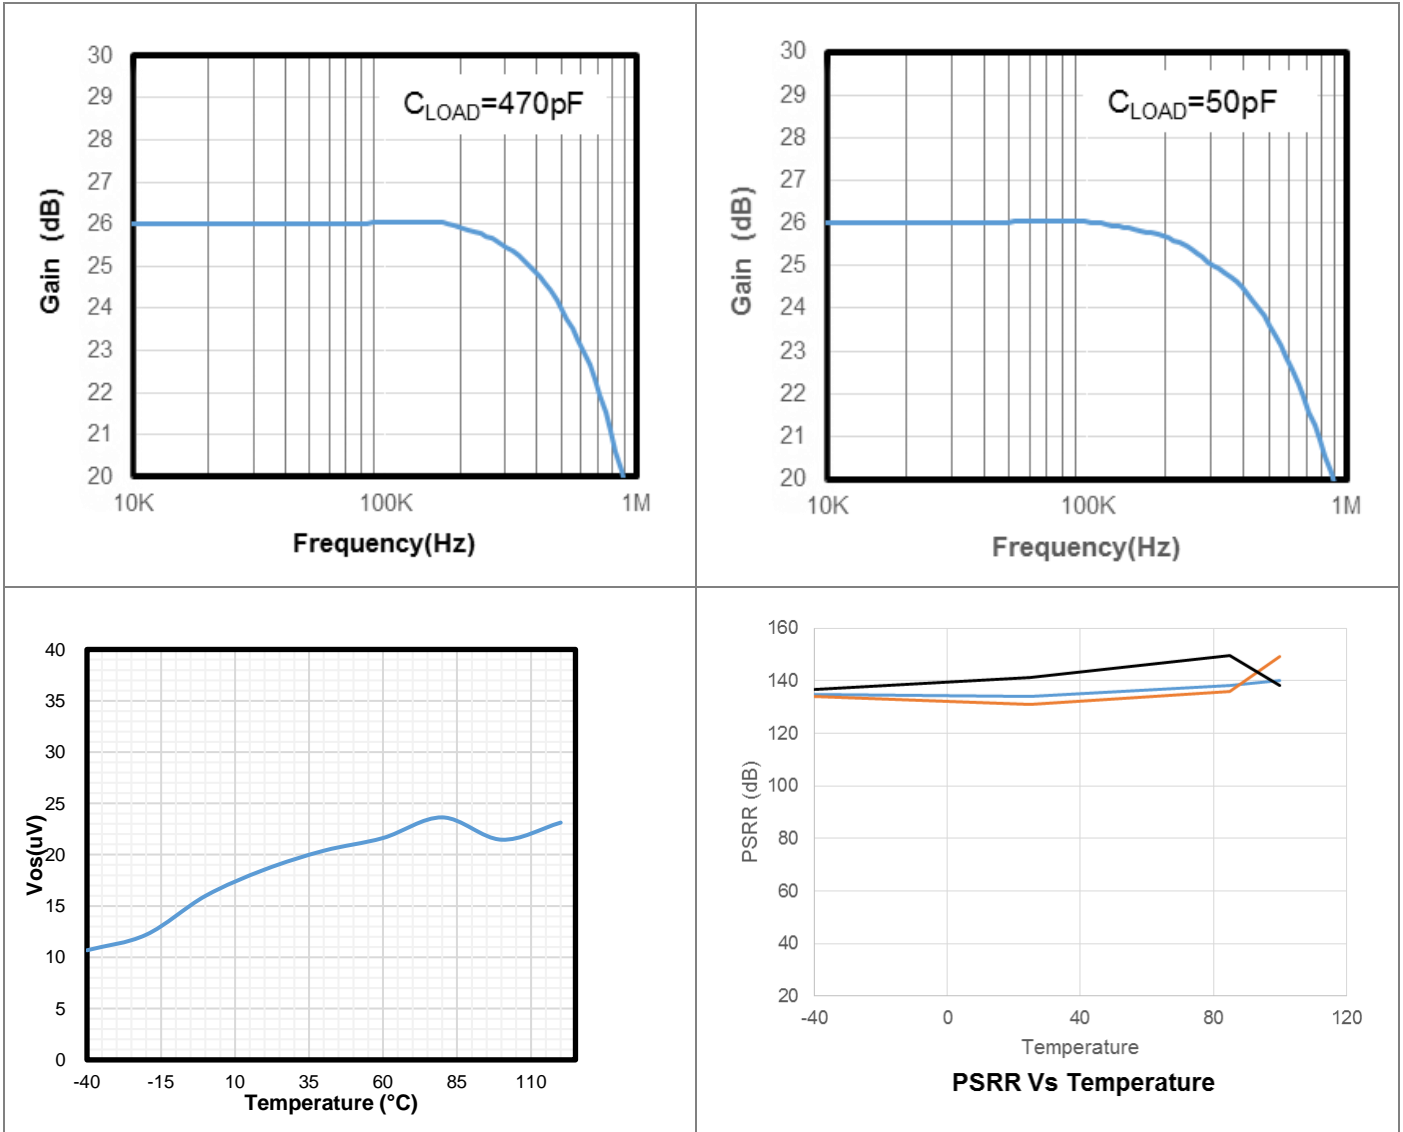 30
29
28
27
26
25
24
23
22
21
20
Gain (dB)
C_LOAD=470pF
10K 100K 1M
Frequency(Hz)
30
29
28
27
26
25
24
23
22
21
20
Gain (dB)
C_LOAD=50pF
10K 100K 1M
Frequency(Hz)
40
35
30
25
20
15
10
5
0
Vos(uV)
-40 -15 10 35 60 85 110
Temperature (°C)
160
140
120
100
80
60
40
20
PSRR (dB)
-40 0 40 80 120
Temperature
PSRR Vs Temperature